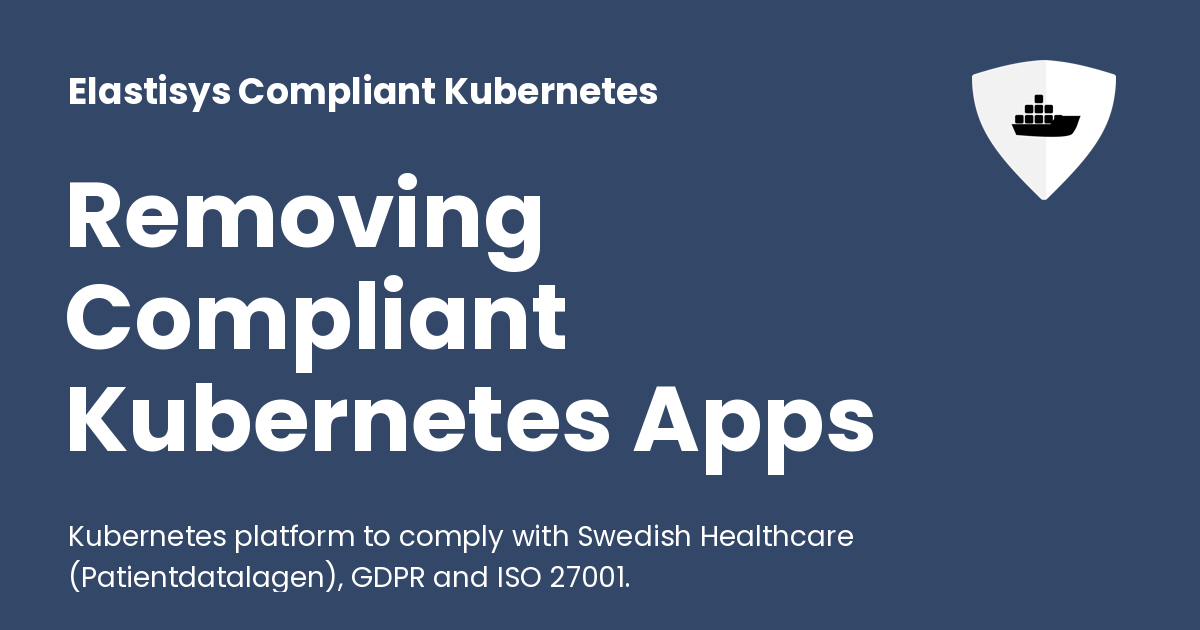 Elastisys Compliant Kubernetes
Removing
Compliant
Kubernetes Apps
Kubernetes platform to comply with Swedish Healthcare
(Patientdatalagen), GDPR and ISO 27001.